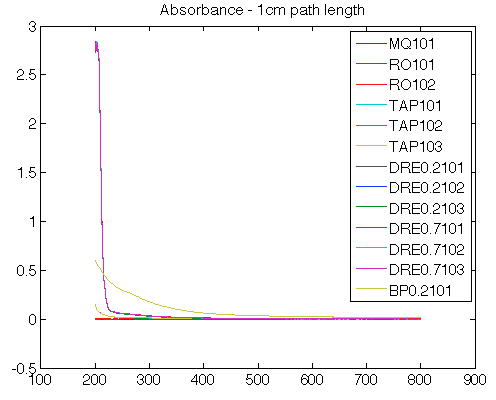 Absorbance - 1cm path length
3
2.5
2
1.5
1
0.5
0
-0.5
100
200
300
400
500
600
700
800
900
MQ101
RO101
RO102
TAP101
TAP102
TAP103
DRE0.2101
DRE0.2102
DRE0.2103
DRE0.7101
DRE0.7102
DRE0.7103
BP0.2101